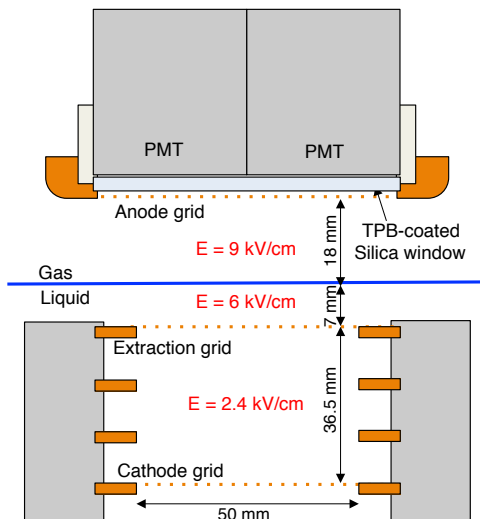 PMT
PMT
Anode grid
TPB-coated
Silica window
18 mm
E = 9 kV/cm
Gas
Liquid
E = 6 kV/cm
7 mm
Extraction grid
36.5 mm
E = 2.4 kV/cm
Cathode grid
50 mm